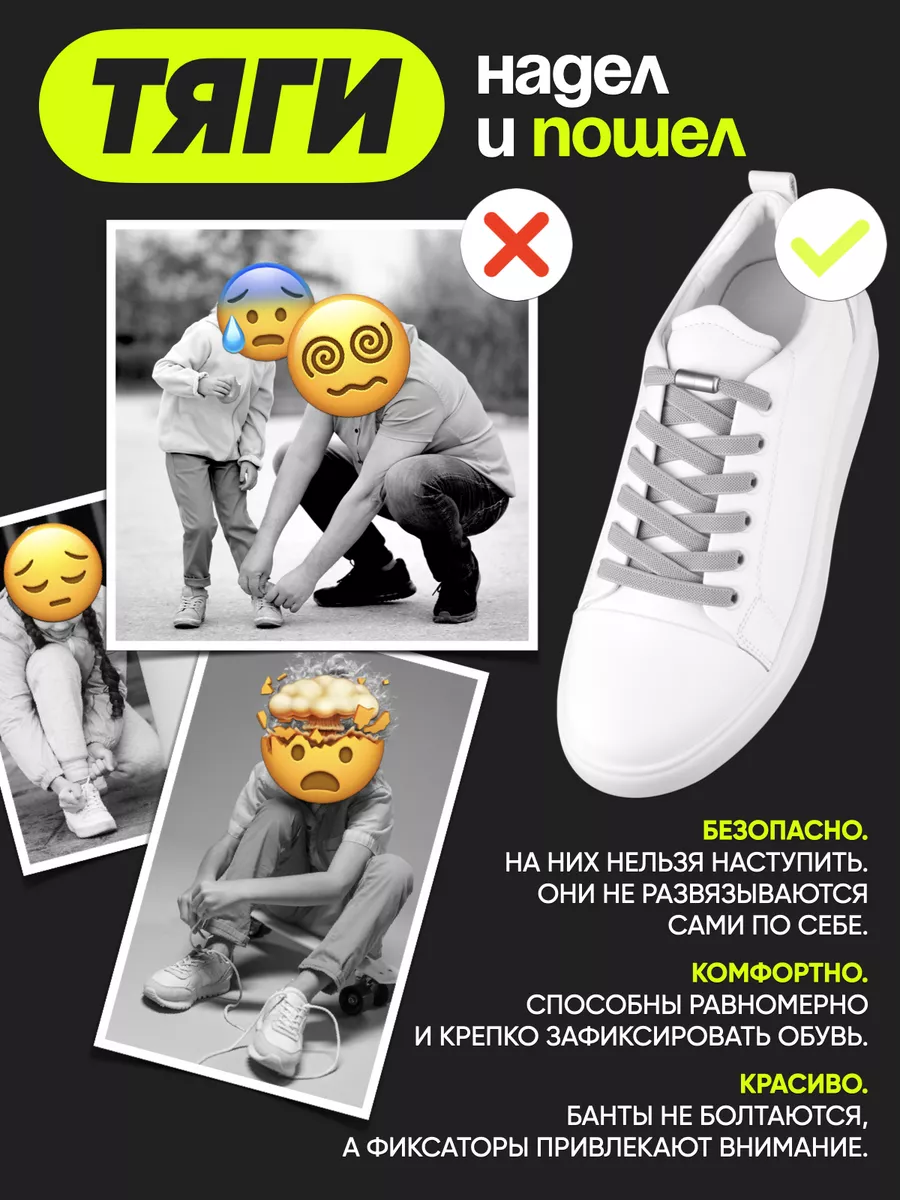 ТЯГИ
надел
и пошел
БЕЗОПАСНО.
НА НИХ НЕЛЬЗЯ НАСТУПИТЬ.
ОНИ НЕ РАЗВЯЗЫВАЮТСЯ
САМИ ПО СЕБЕ.
КОМФОРТНО.
СПОСОБНЫ РАВНОМЕРНО
И КРЕПКО ЗАФИКСИРОВАТЬ ОБУВЬ.
КРАСИВО.
БАНТЫ НЕ БОЛТАЮТСЯ,
А ФИКСАТОРЫ ПРИВЛЕКАЮТ ВНИМАНИЕ.